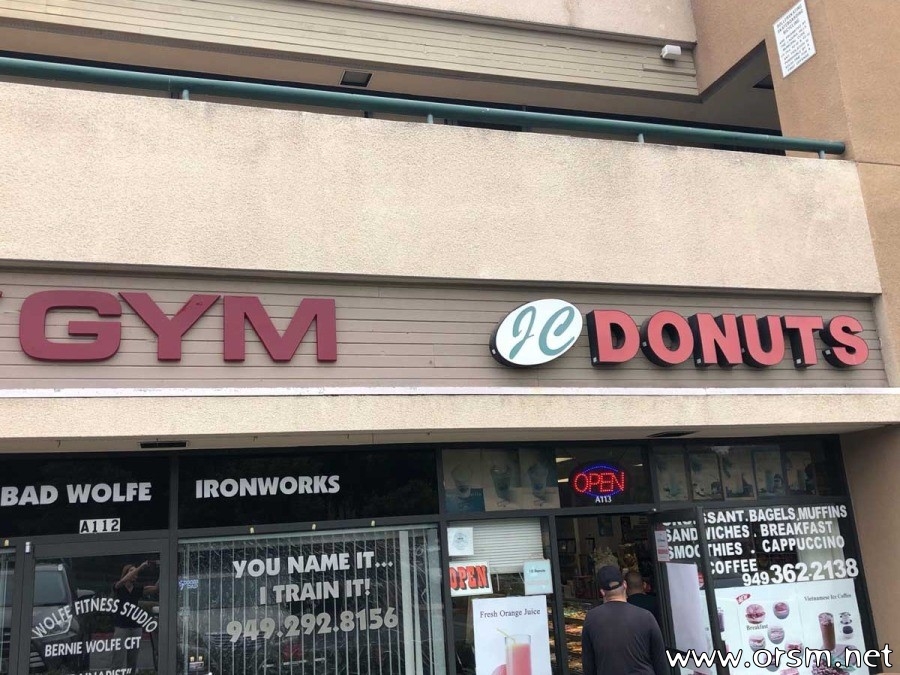 GYM
JC DONUTS
BAD WOLFE IRONWORKS
A112
OPEN
A113
YOU NAME IT...
I TRAIN IT!
949.292.8156
WOLFE FITNESS STUDIO
BERNIE WOLFE CFT
OPEN
Fresh Orange Juice
SSANT.BAGELS.MUFFINS
SANDWICHES . BREAKFAST
SMOOTHIES . CAPPUCCINO
COFFEE
949 362-2138
Breakfast
Vietnamese Ice Coffee
www.orsm.net